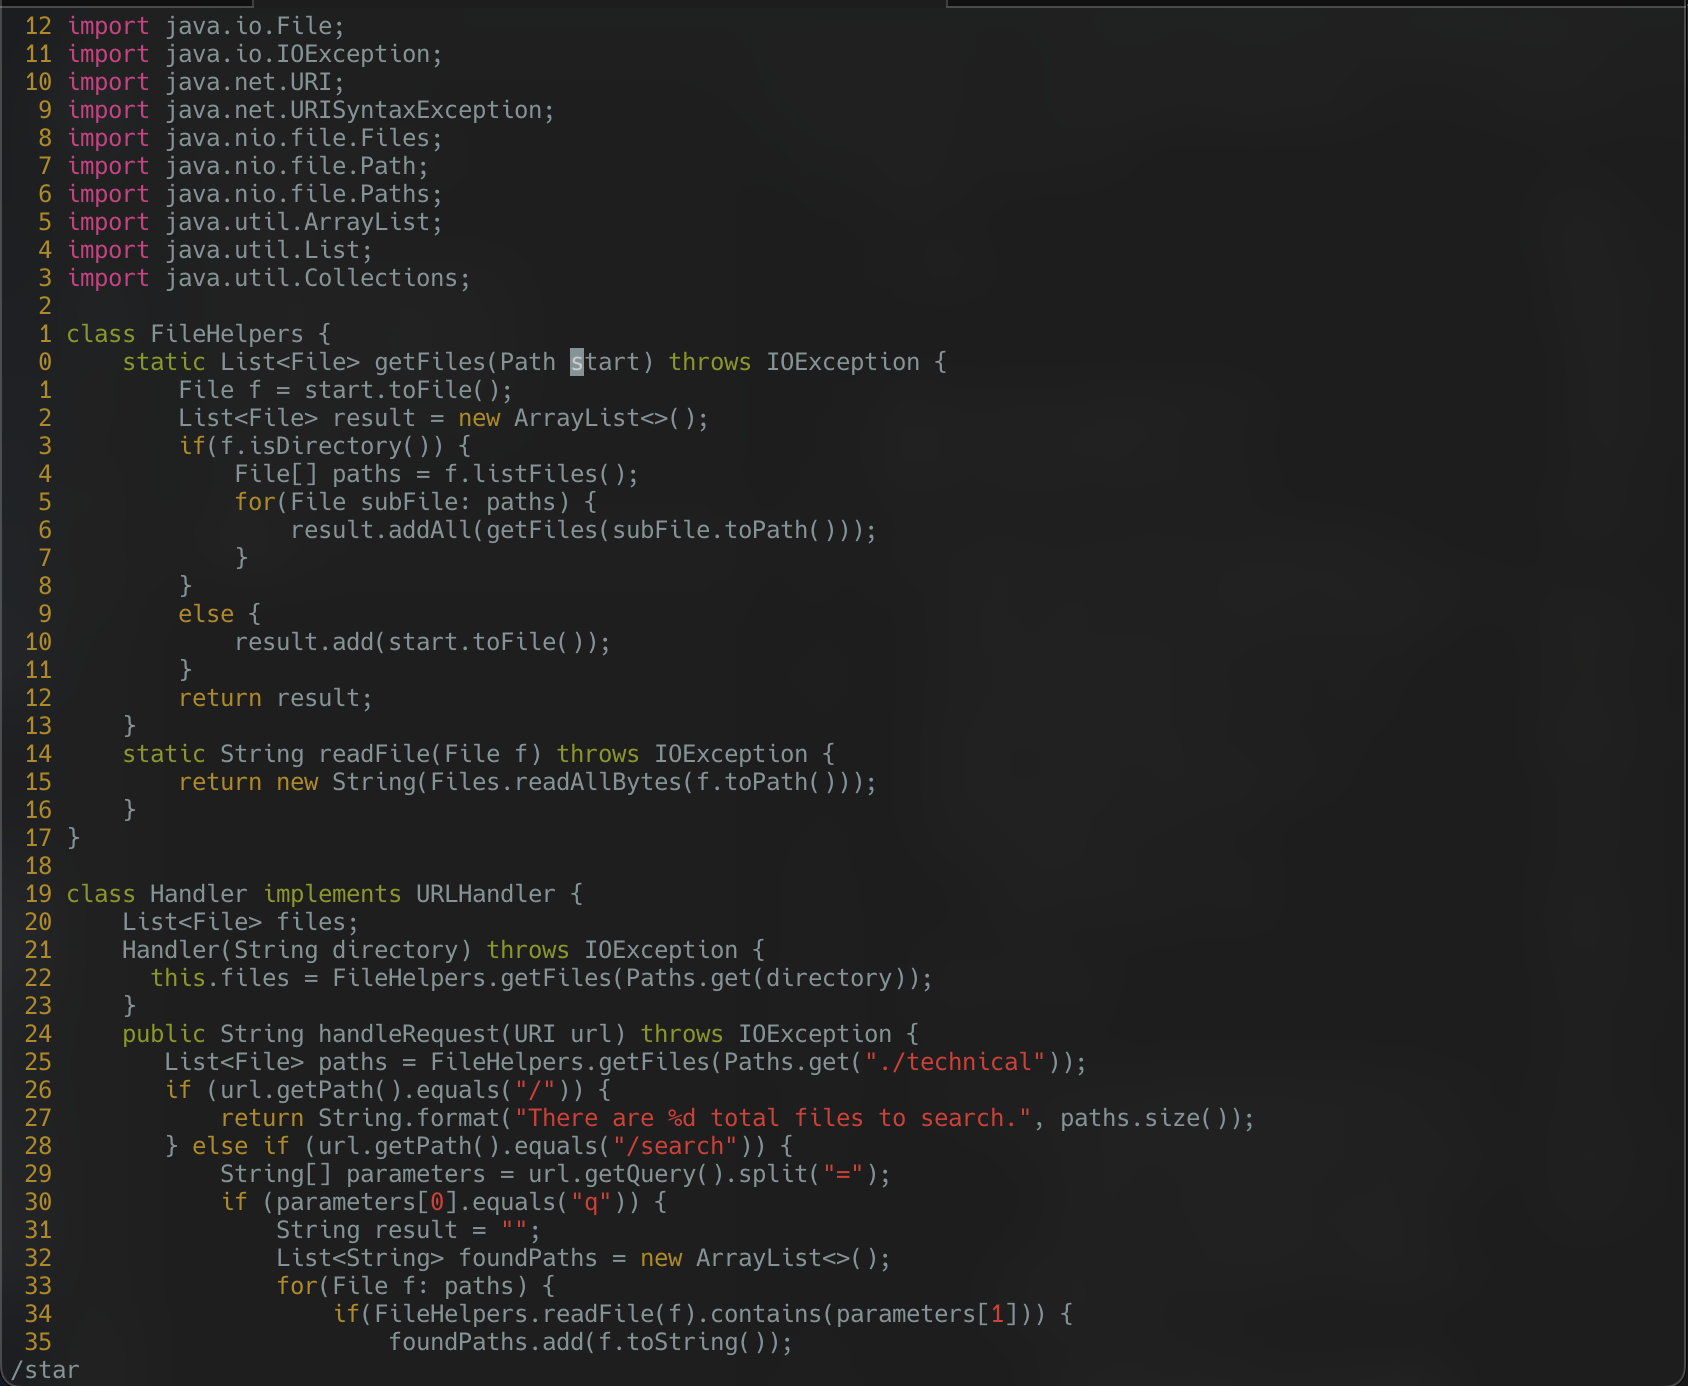 12 import java.io.File;
11 import java.io.IOException;
10 import java.net.URI;
 9 import java.net.URISyntaxException;
 8 import java.nio.file.Files;
 7 import java.nio.file.Path;
 6 import java.nio.file.Paths;
 5 import java.util.ArrayList;
 4 import java.util.List;
 3 import java.util.Collections;
 2
 1 class FileHelpers {
 0     static List<File> getFiles(Path start) throws IOException {
 1         File f = start.toFile();
 2         List<File> result = new ArrayList<>();
 3         if(f.isDirectory()) {
 4             File[] paths = f.listFiles();
 5             for(File subFile: paths) {
 6                 result.addAll(getFiles(subFile.toPath()));
 7             }
 8         }
 9         else {
10             result.add(start.toFile());
11         }
12         return result;
13     }
14     static String readFile(File f) throws IOException {
15         return new String(Files.readAllBytes(f.toPath()));
16     }
17 }
18
19 class Handler implements URLHandler {
20     List<File> files;
21     Handler(String directory) throws IOException {
22       this.files = FileHelpers.getFiles(Paths.get(directory));
23     }
24     public String handleRequest(URI url) throws IOException {
25        List<File> paths = FileHelpers.getFiles(Paths.get("./technical"));
26        if (url.getPath().equals("/")) {
27            return String.format("There are %d total files to search.", paths.size());
28        } else if (url.getPath().equals("/search")) {
29            String[] parameters = url.getQuery().split("=");
30            if (parameters[0].equals("q")) {
31                String result = "";
32                List<String> foundPaths = new ArrayList<>();
33                for(File f: paths) {
34                    if(FileHelpers.readFile(f).contains(parameters[1])) {
35                        foundPaths.add(f.toString());
/star